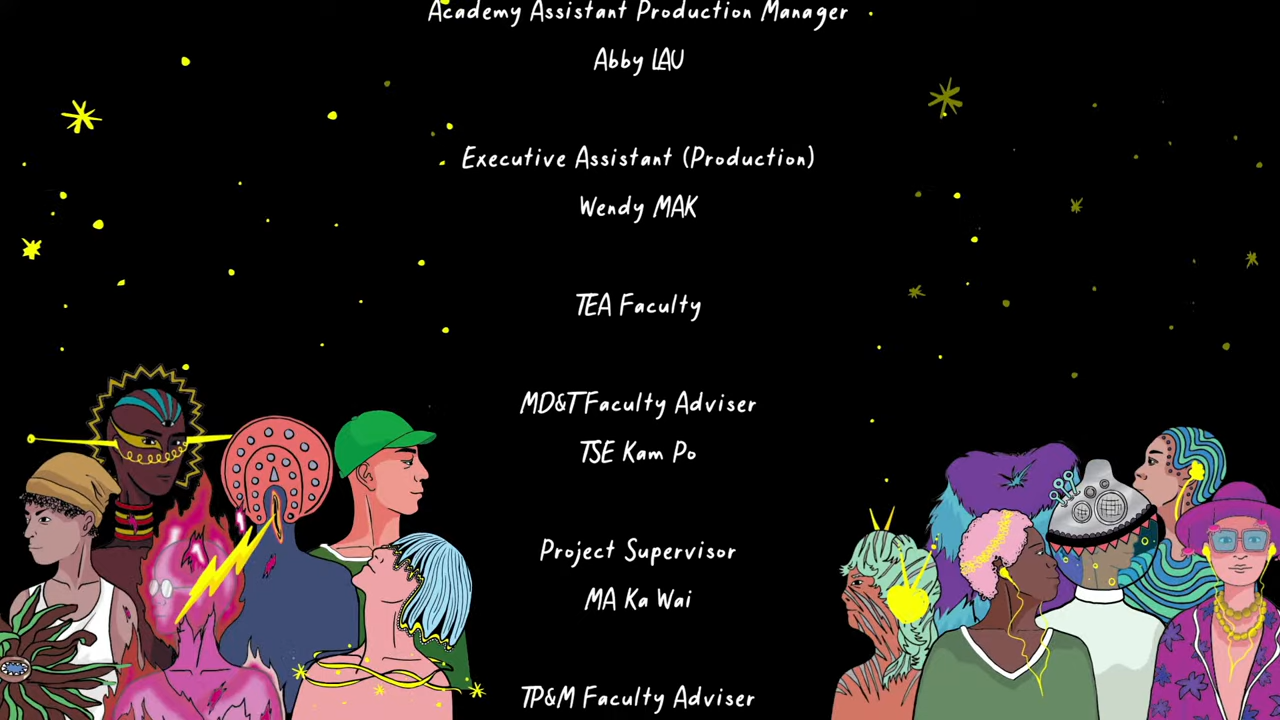 Academy Assistant Production Manager
Abby LAU
Executive Assistant (Production)
Wendy MAK
TEA Faculty
MD&T Faculty Adviser
TSE Kam Po
Project Supervisor
MA Ka Wai
TP&M Faculty Adviser